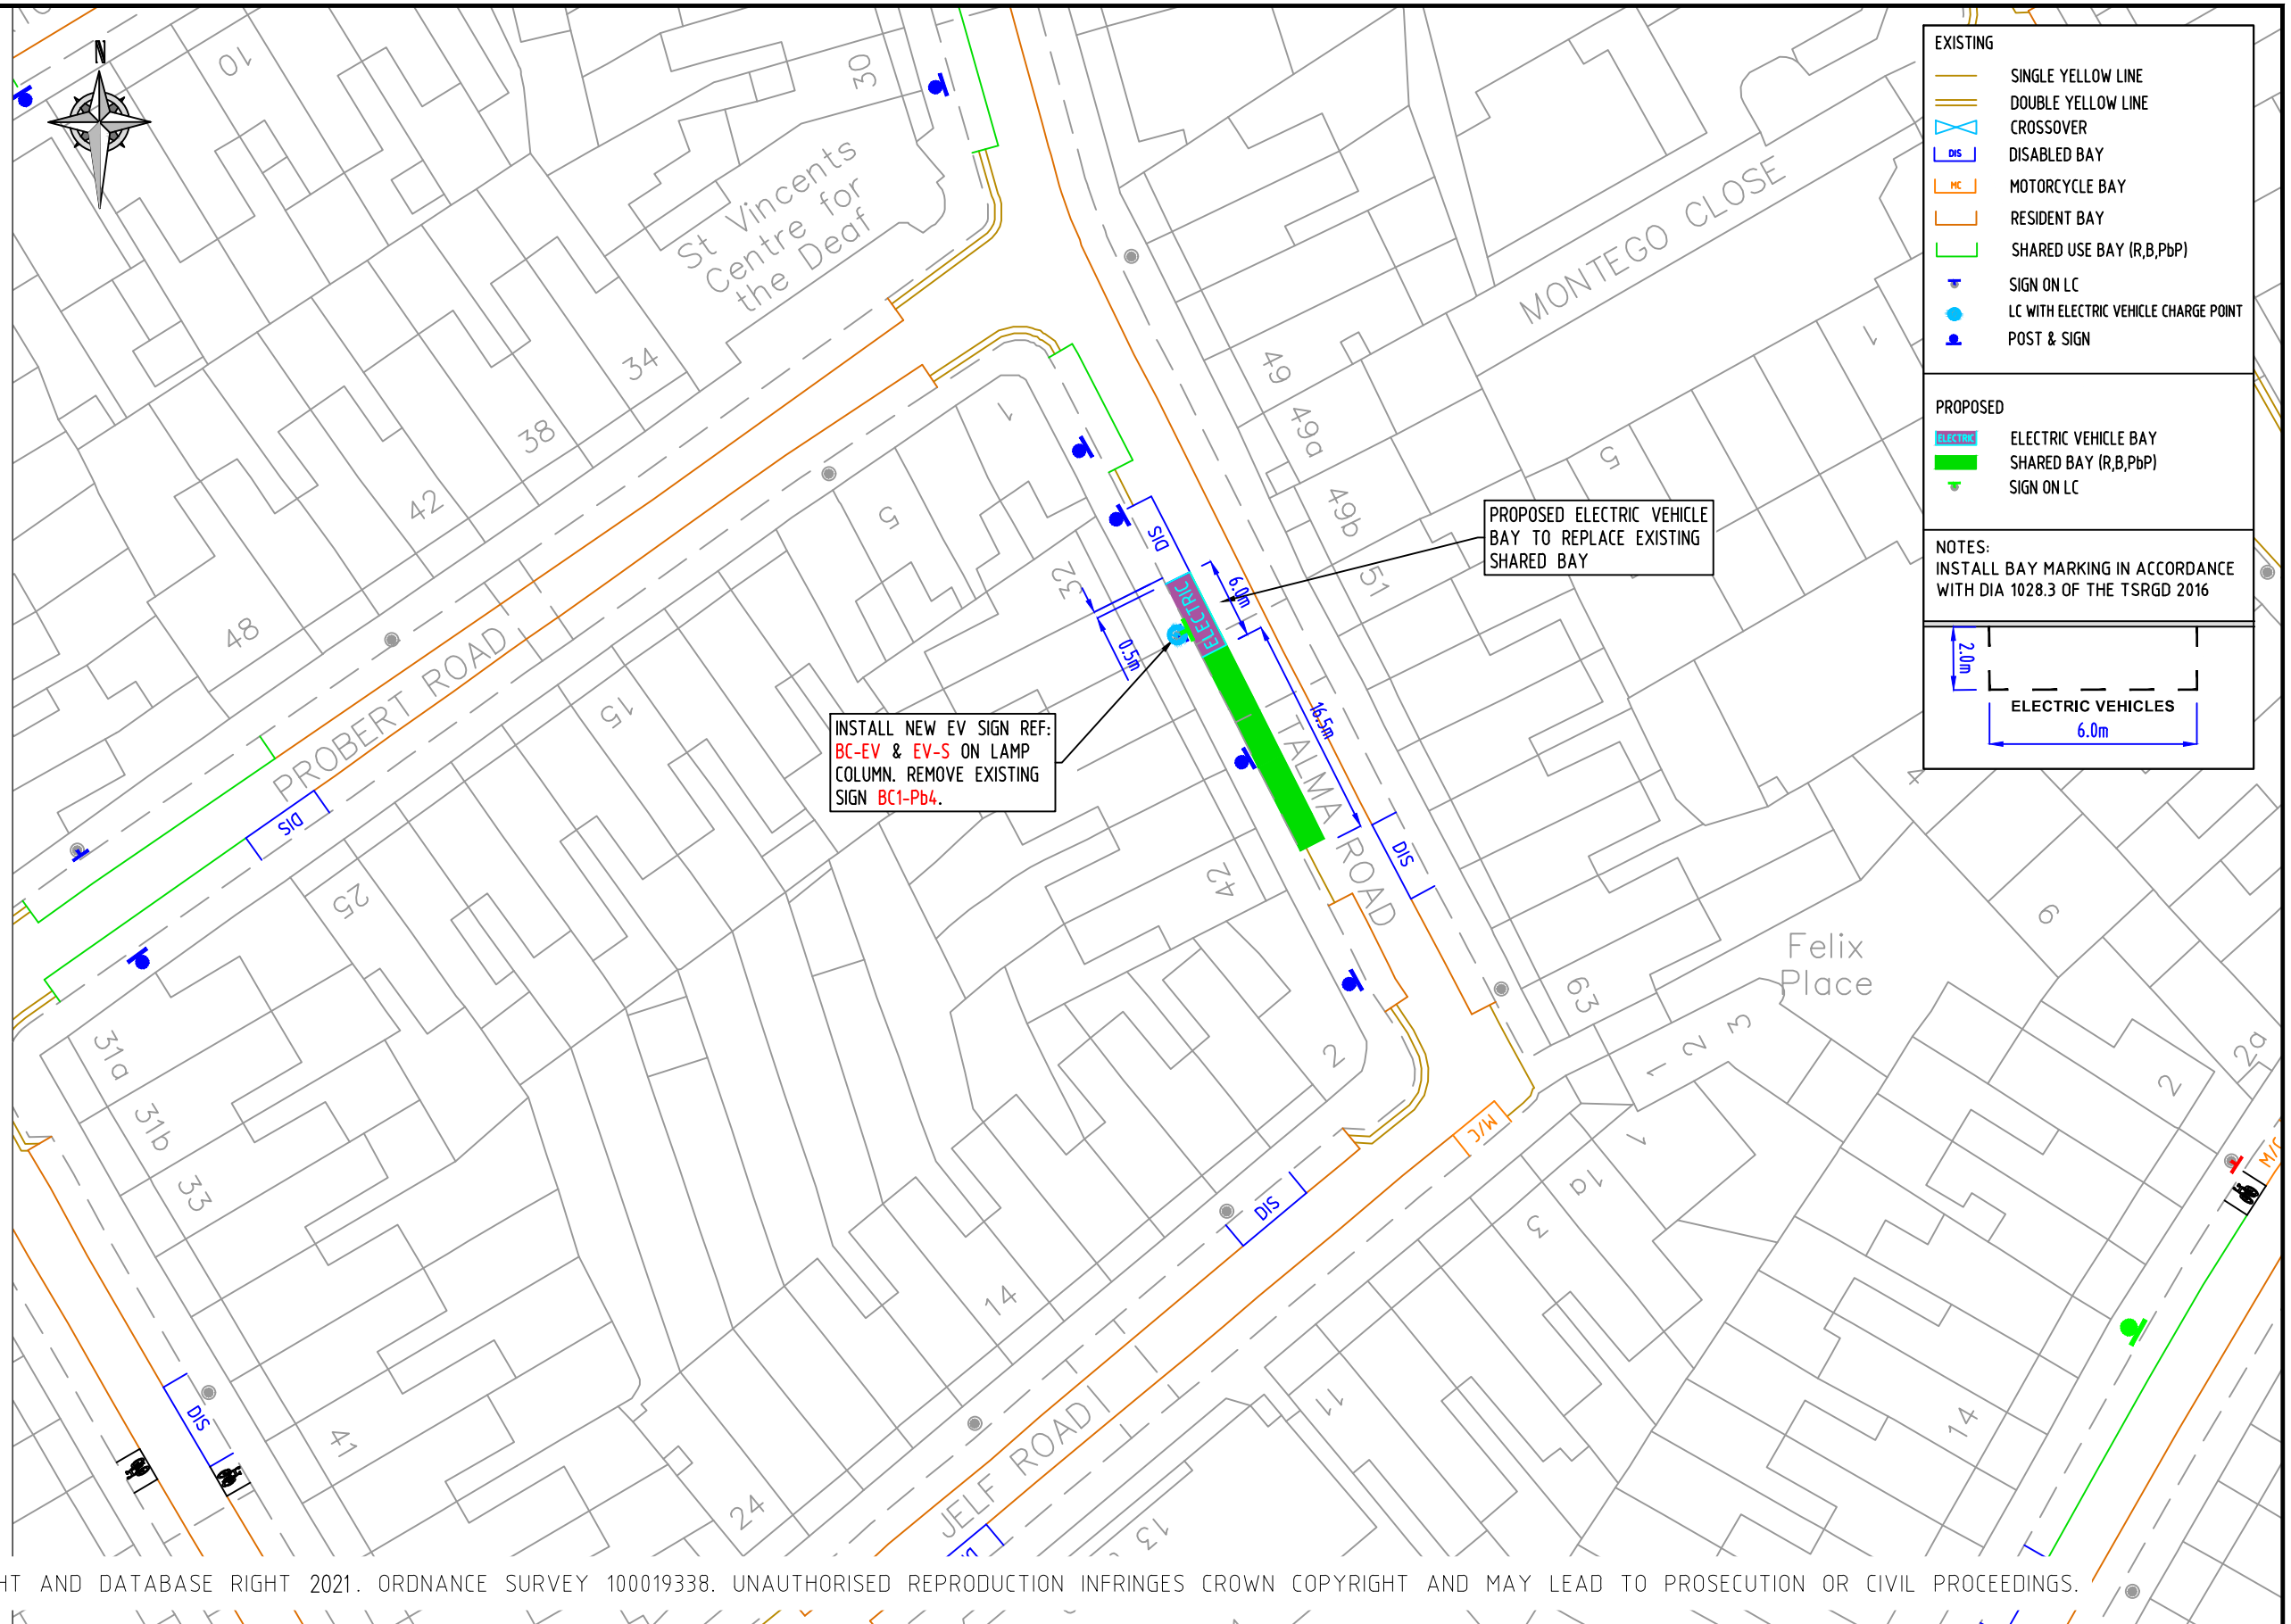 N
10
30
St Vincents
Centre for
the Deaf
34
38
42
48
1
5
15
25
31a
31b
33
41
PROBERT ROAD
DIS
49
49a
49b
51
MONTEGO CLOSE
1
5
DIS
32
ELECTRIC
6.0m
0.5m
16.5m
TALMA ROAD
DIS
42
63
Felix
Place
1
2
3
4
6
2
2a
14
2
14
24
M/C
1
1a
3
11
13
DIS
JELF ROAD
DIS
PROPOSED ELECTRIC VEHICLE
BAY TO REPLACE EXISTING
SHARED BAY
INSTALL NEW EV SIGN REF:
BC-EV & EV-S ON LAMP
COLUMN. REMOVE EXISTING
SIGN BC1-Pb4.
EXISTING
SINGLE YELLOW LINE
DOUBLE YELLOW LINE
CROSSOVER
DIS DISABLED BAY
MC MOTORCYCLE BAY
RESIDENT BAY
SHARED USE BAY (R,B,PbP)
SIGN ON LC
LC WITH ELECTRIC VEHICLE CHARGE POINT
POST & SIGN
PROPOSED
ELECTRIC ELECTRIC VEHICLE BAY
SHARED BAY (R,B,PbP)
SIGN ON LC
NOTES:
INSTALL BAY MARKING IN ACCORDANCE
WITH DIA 1028.3 OF THE TSRGD 2016
2.0m
ELECTRIC VEHICLES
6.0m
HT AND DATABASE RIGHT 2021. ORDNANCE SURVEY 100019338. UNAUTHORISED REPRODUCTION INFRINGES CROWN COPYRIGHT AND MAY LEAD TO PROSECUTION OR CIVIL PROCEEDINGS.